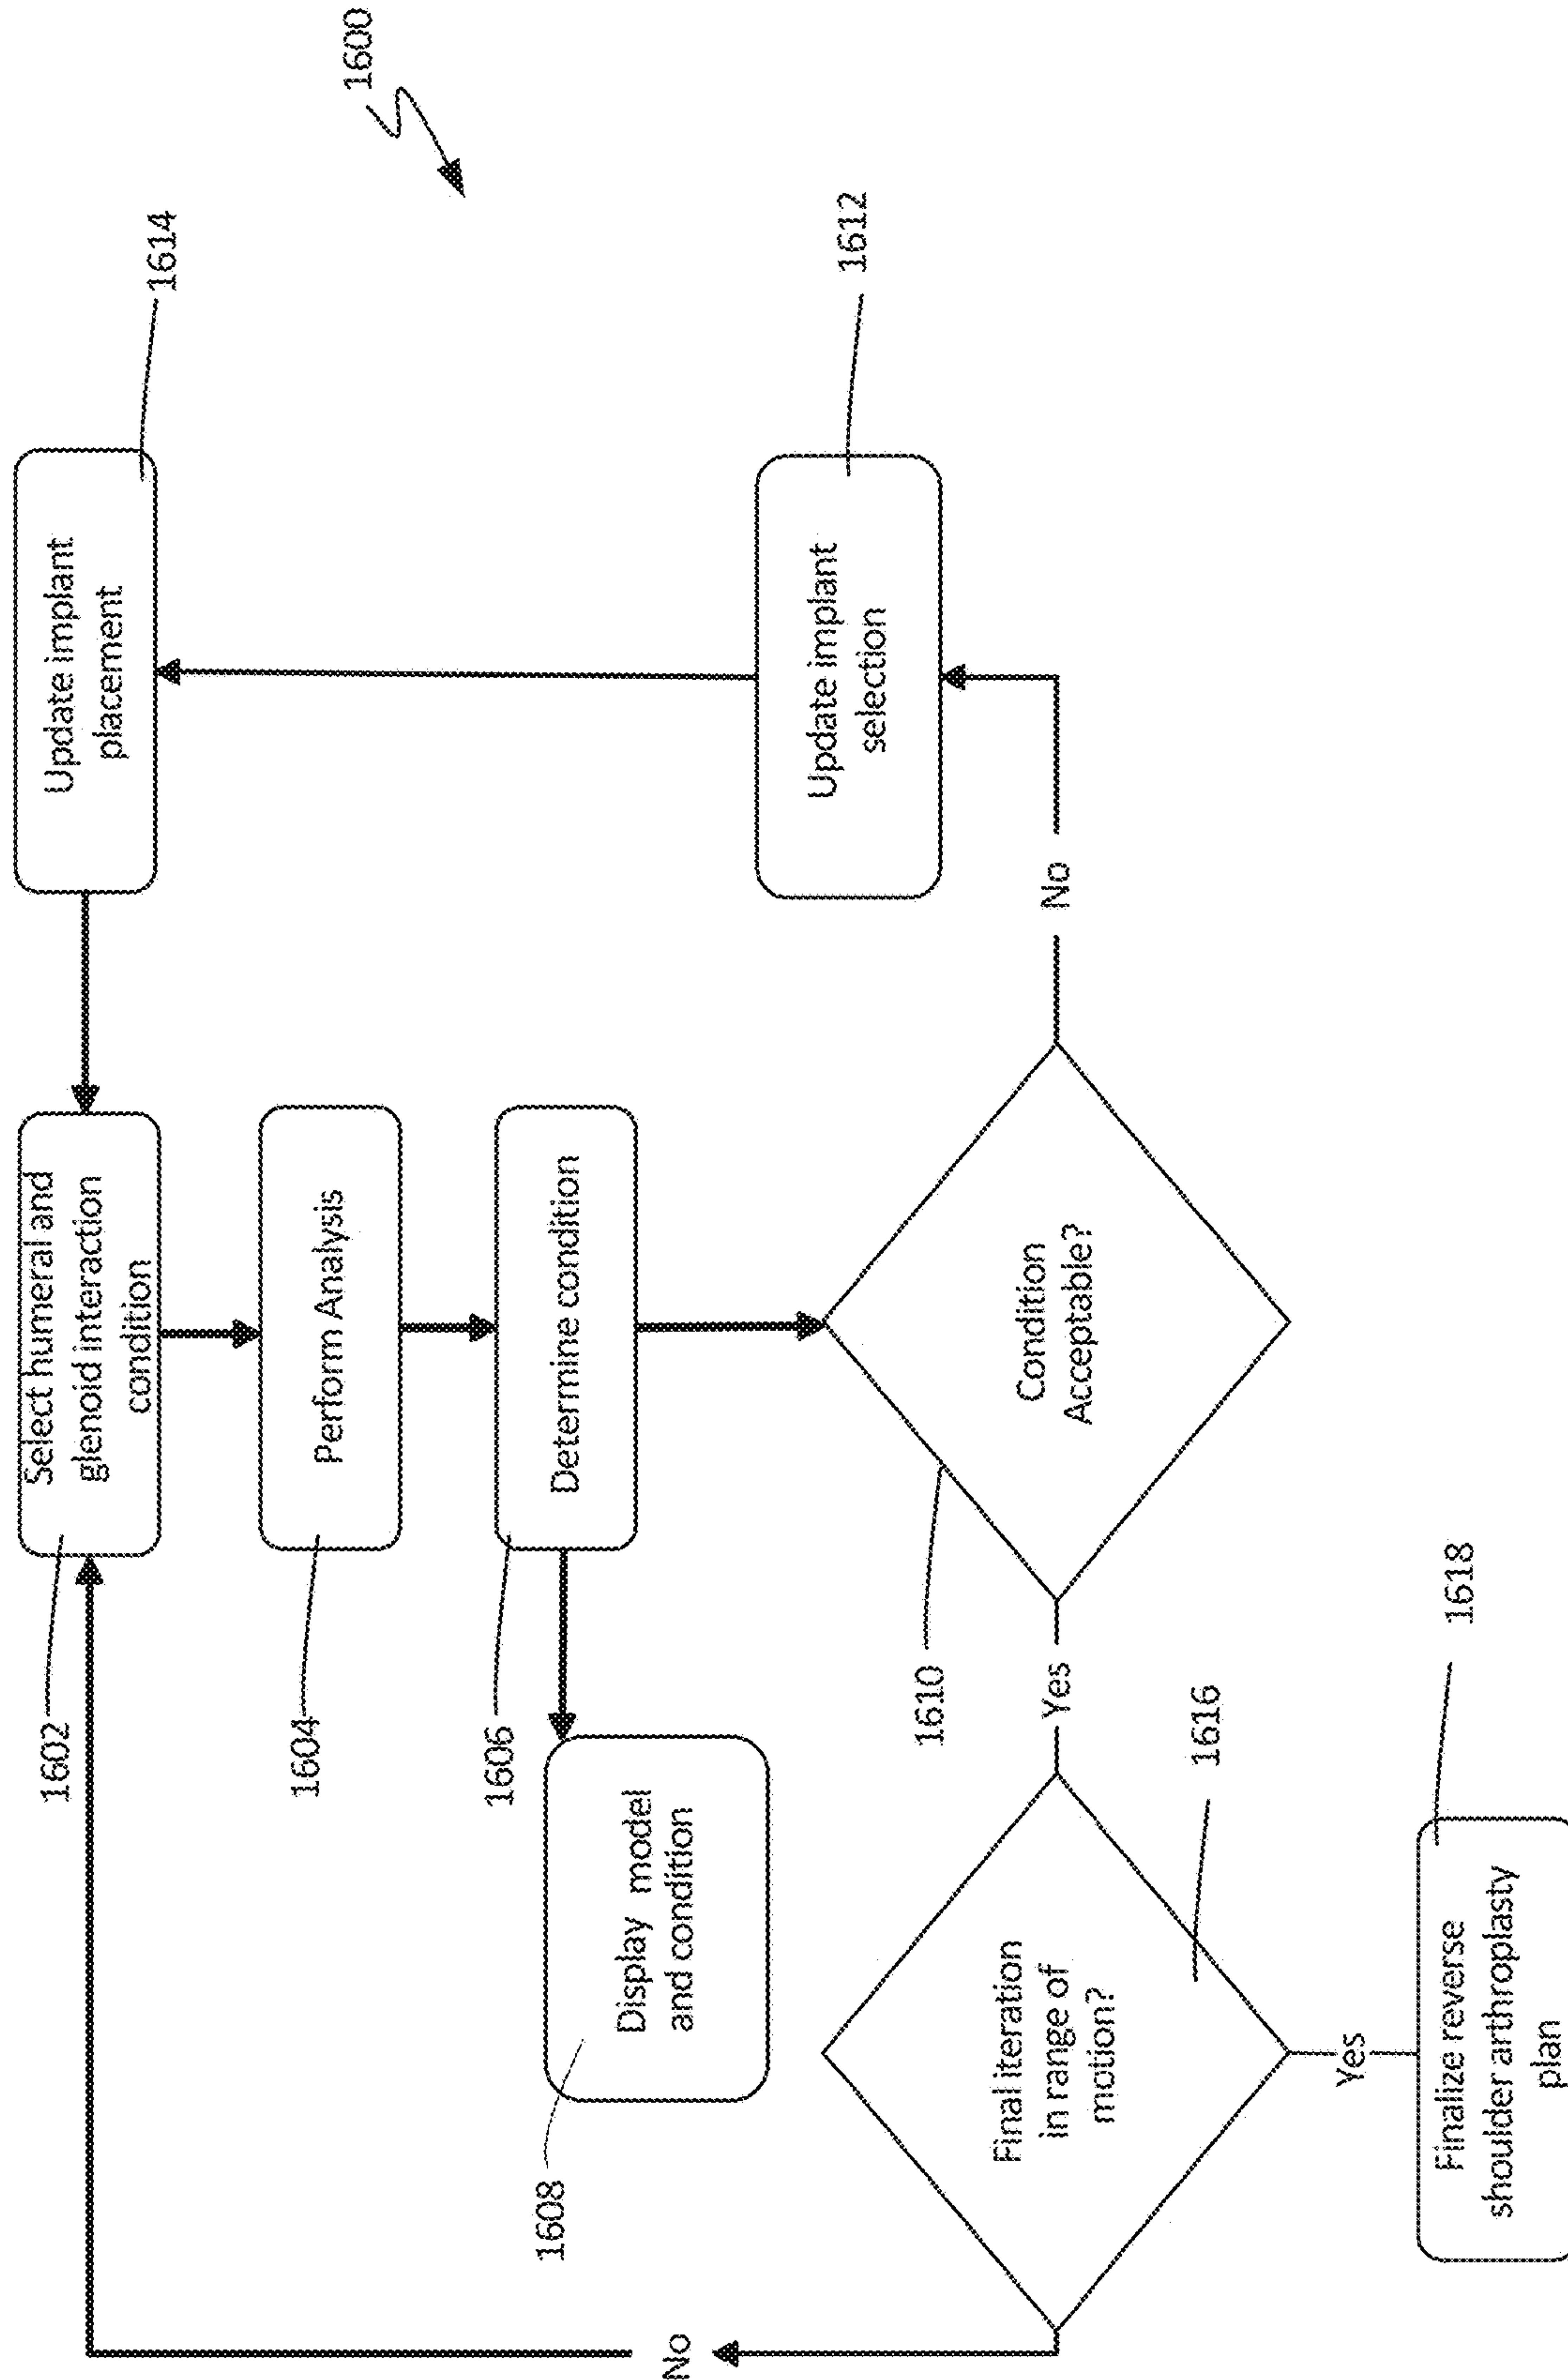 1600
1602
Select humeral and
glenoid interaction
condition
Update implant
placement
1614
1604
Perform Analysis
1606
Determine condition
Display model
and condition
1608
Update implant
selection
1612
1610
Condition
Acceptable?
No
Yes
Final iteration
in range of
motion?
1616
No
Yes
Finalize reverse
shoulder arthroplasty
plan
1618